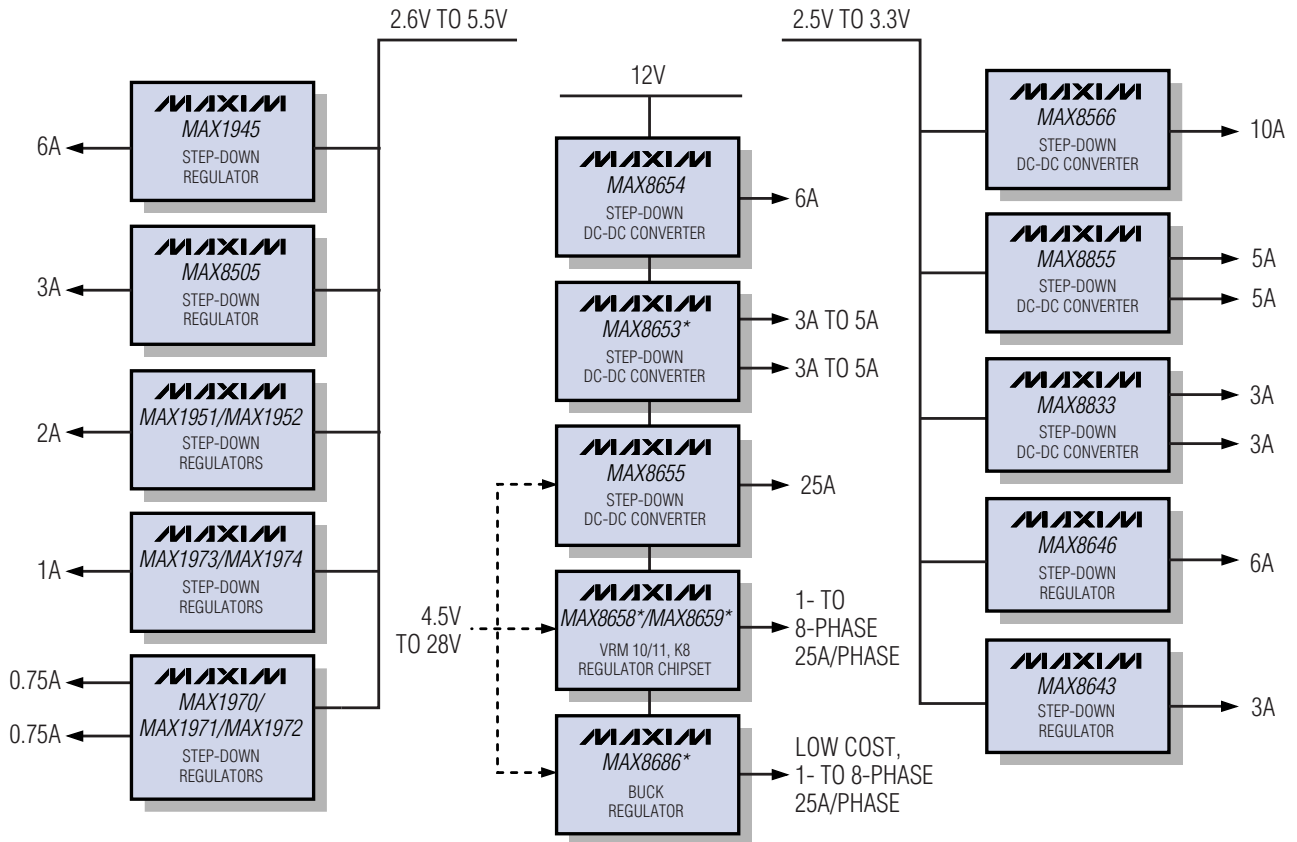 2.6V TO 5.5V
MAXIM
MAX1945
STEP-DOWN
REGULATOR
6A
MAXIM
MAX8505
STEP-DOWN
REGULATOR
3A
MAXIM
MAX1951/MAX1952
STEP-DOWN
REGULATORS
2A
MAXIM
MAX1973/MAX1974
STEP-DOWN
REGULATORS
1A
MAXIM
MAX1970/
MAX1971/MAX1972
STEP-DOWN
REGULATORS
0.75A
0.75A
12V
MAXIM
MAX8654
STEP-DOWN
DC-DC CONVERTER
6A
MAXIM
MAX8653*
STEP-DOWN
DC-DC CONVERTER
3A TO 5A
3A TO 5A
MAXIM
MAX8655
STEP-DOWN
DC-DC CONVERTER
25A
4.5V
TO 28V
MAXIM
MAX8658*/MAX8659*
VRM 10/11, K8
REGULATOR CHIPSET
1- TO
8-PHASE
25A/PHASE
MAXIM
MAX8686*
BUCK
REGULATOR
LOW COST,
1- TO 8-PHASE
25A/PHASE
2.5V TO 3.3V
MAXIM
MAX8566
STEP-DOWN
DC-DC CONVERTER
10A
MAXIM
MAX8855
STEP-DOWN
DC-DC CONVERTER
5A
5A
MAXIM
MAX8833
STEP-DOWN
DC-DC CONVERTER
3A
3A
MAXIM
MAX8646
STEP-DOWN
REGULATOR
6A
MAXIM
MAX8643
STEP-DOWN
REGULATOR
3A